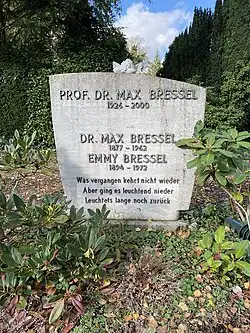 PROF. DR. MAX BRESSEL
1926 - 2000
DR. MAX BRESSEL
1877 - 1942
EMMY BRESSEL
1894 - 1972
Was vergangen kehrt nicht wieder
Aber ging es leuchtend nieder
Leuchtets lange noch zurück